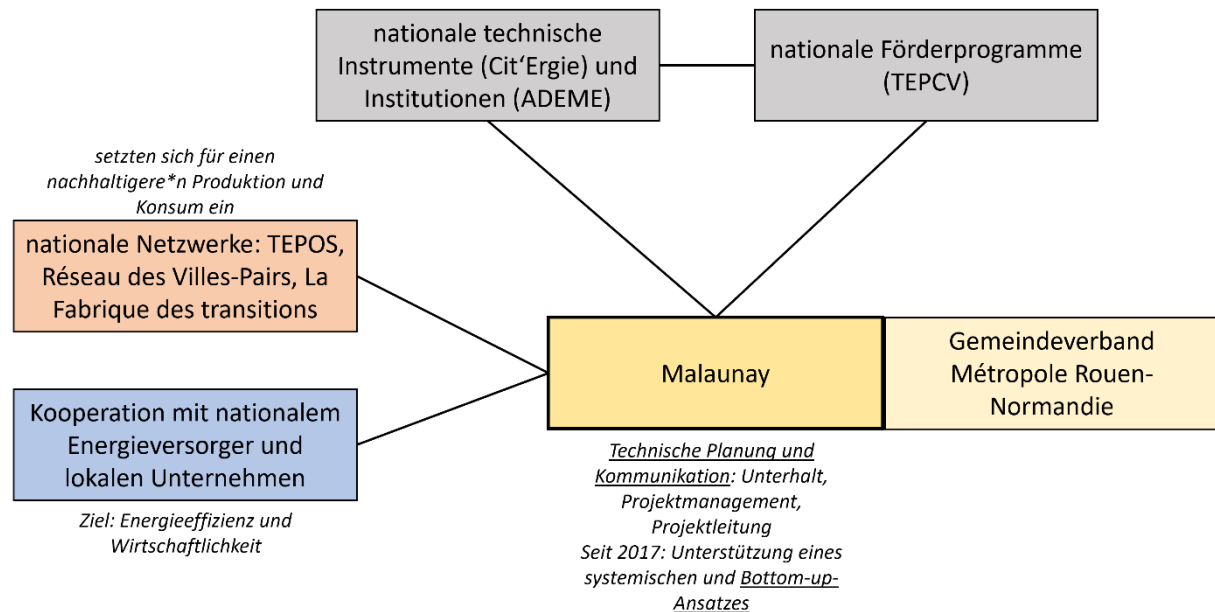 nationale technische
Instrumente (Cit‘Ergie) und
Institutionen (ADEME)
nationale Förderprogramme
(TEPCV)
setzten sich für einen
nachhaltigere*n Produktion und
Konsum ein
nationale Netzwerke: TEPOS,
Réseau des Villes-Pairs, La
Fabrique des transitions
Malaunay
Gemeindeverband
Métropole Rouen-
Normandie
Kooperation mit nationalem
Energieversorger und
lokalen Unternehmen
Ziel: Energieeffizienz und
Wirtschaftlichkeit
Technische Planung und
Kommunikation: Unterhalt,
Projektmanagement,
Projektleitung
Seit 2017: Unterstützung eines
systemischen und Bottom-up-
Ansatzes